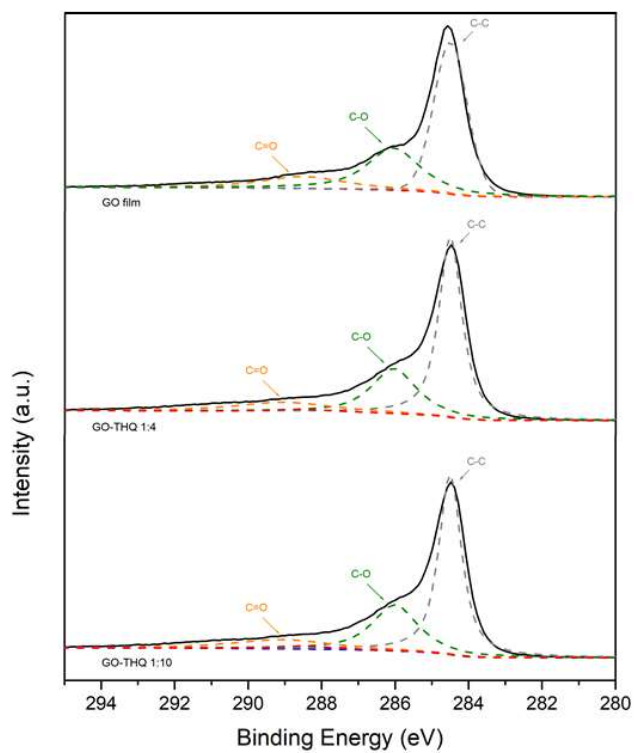 C-C
C-O
C=O
GO film
C-C
C-O
C=O
GO-THQ 1:4
C-C
C-O
C=O
GO-THQ 1:10
Intensity (a.u.)
294 292 290 288 286 284 282 280
Binding Energy (eV)